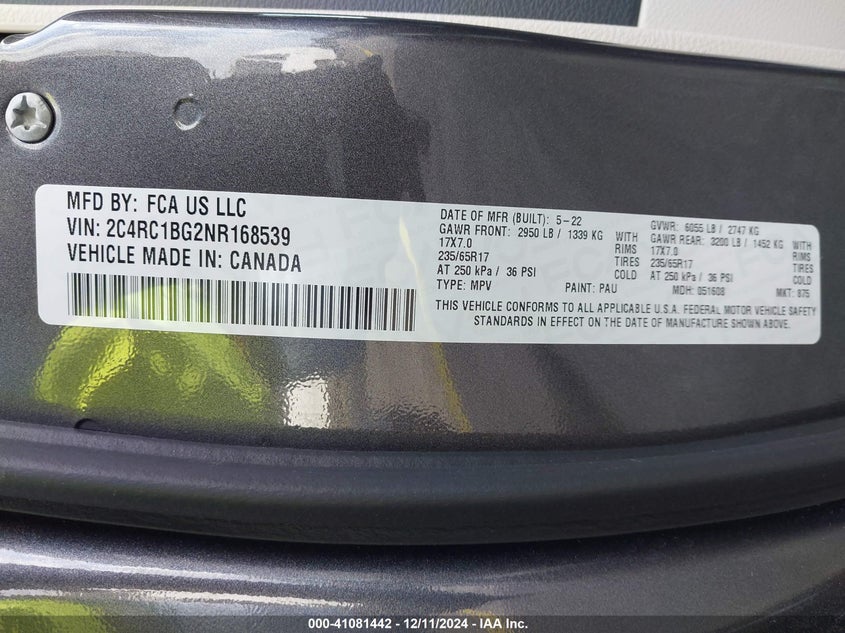 MFD BY: FCA US LLC
VIN: 2C4RC1BG2NR168539
VEHICLE MADE IN: CANADA
DATE OF MFR (BUILT): 5-22 GVWR: 6055 LB / 2747 KG
GAWR FRONT: 2950 LB / 1339 KG WITH GAWR REAR: 3200 LB / 1452 KG WITH
17X7.0 RIMS 17X7.0 RIMS
235/65R17 TIRES 235/65R17 TIRES
AT 250 kPa / 36 PSI COLD AT 250 kPa / 36 PSI COLD
TYPE: MPV PAINT: PAU MDH: 051608 MKT: 875
THIS VEHICLE CONFORMS TO ALL APPLICABLE U.S.A. FEDERAL MOTOR VEHICLE SAFETY
STANDARDS IN EFFECT ON THE DATE OF MANUFACTURE SHOWN ABOVE.
000-41081442 - 12/11/2024 - IAA Inc.